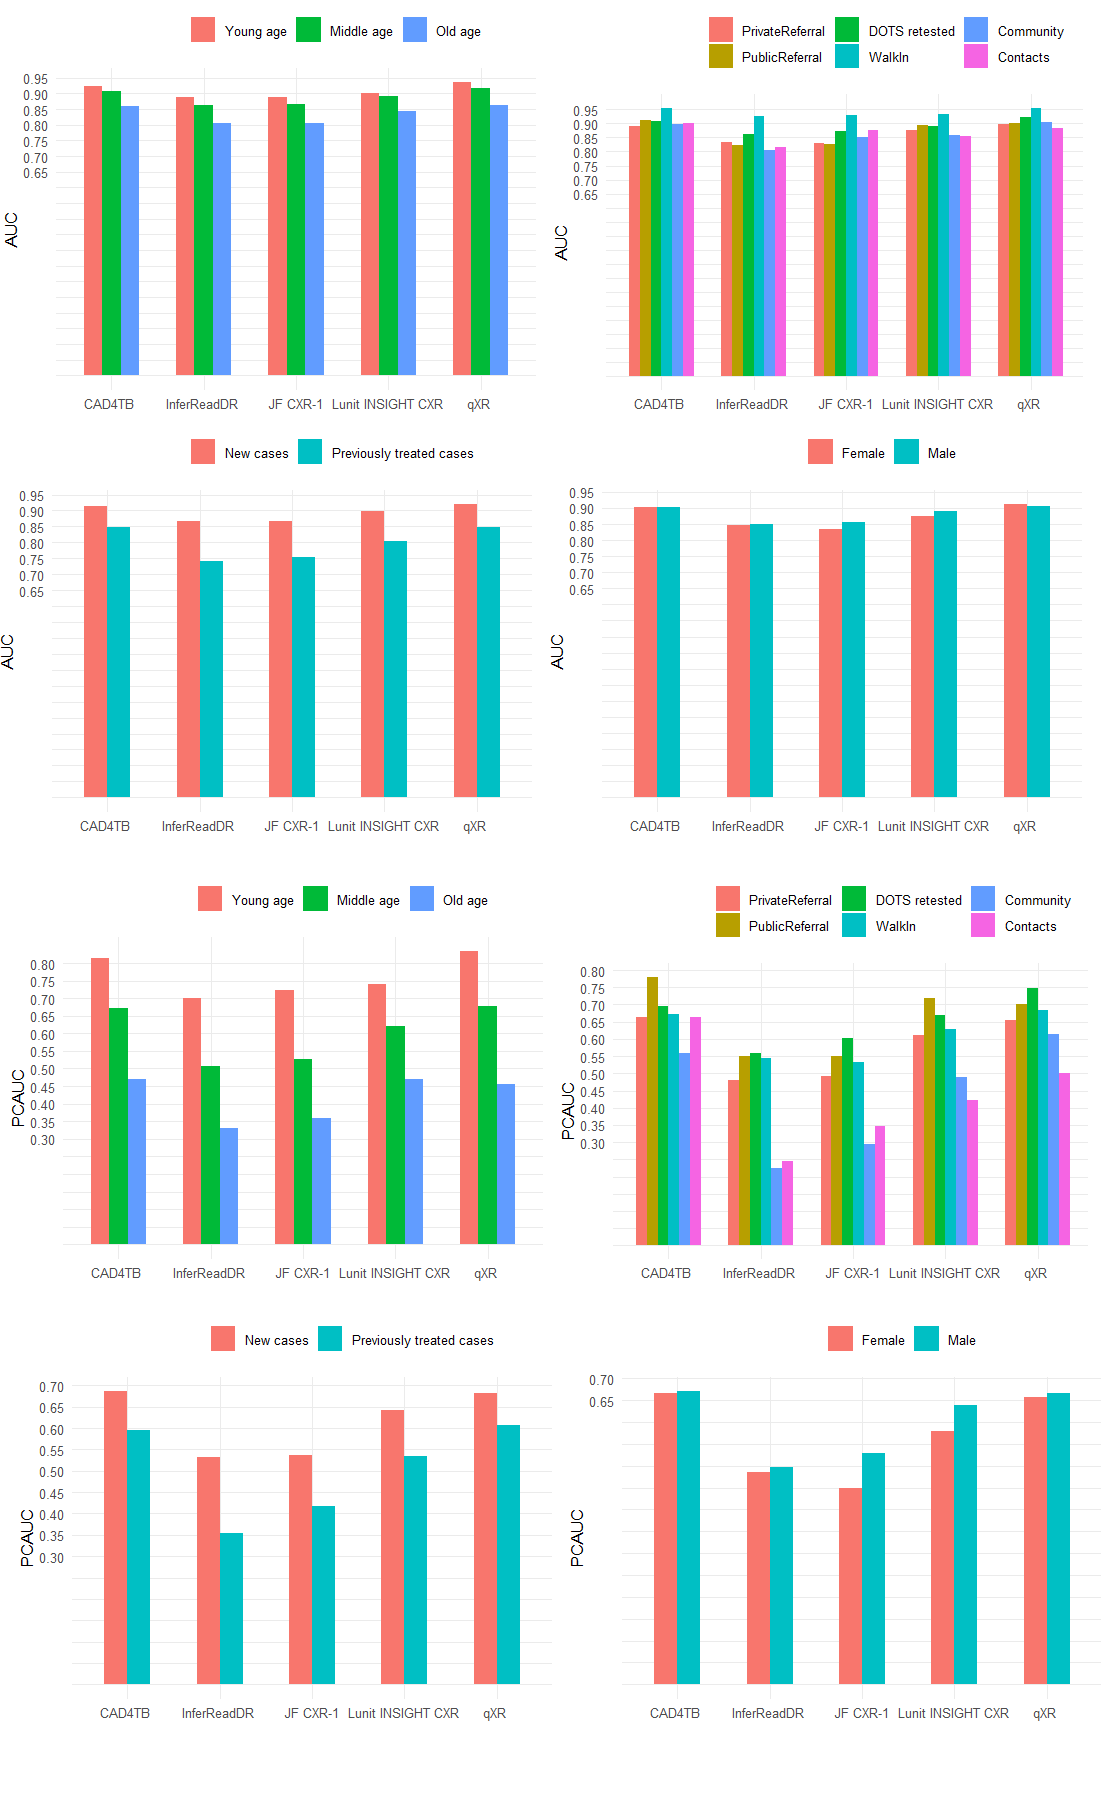 Young age Middle age Old age
0.95
0.90
0.85
0.80
0.75
0.70
0.65
AUC
CAD4TB InferReadDR JF CXR-1 Lunit INSIGHT CXR qXR
PrivateReferral DOTS retested Community
PublicReferral WalkIn Contacts
0.95
0.90
0.85
0.80
0.75
0.70
0.65
AUC
CAD4TB InferReadDR JF CXR-1 Lunit INSIGHT CXR qXR
New cases Previously treated cases
0.95
0.90
0.85
0.80
0.75
0.70
0.65
AUC
CAD4TB InferReadDR JF CXR-1 Lunit INSIGHT CXR qXR
Female Male
0.95
0.90
0.85
0.80
0.75
0.70
0.65
AUC
CAD4TB InferReadDR JF CXR-1 Lunit INSIGHT CXR qXR
Young age Middle age Old age
0.80
0.75
0.70
0.65
0.60
0.55
0.50
0.45
0.40
0.35
0.30
PCAUC
CAD4TB InferReadDR JF CXR-1 Lunit INSIGHT CXR qXR
PrivateReferral DOTS retested Community
PublicReferral WalkIn Contacts
0.80
0.75
0.70
0.65
0.60
0.55
0.50
0.45
0.40
0.35
0.30
PCAUC
CAD4TB InferReadDR JF CXR-1 Lunit INSIGHT CXR qXR
New cases Previously treated cases
0.70
0.65
0.60
0.55
0.50
0.45
0.40
0.35
0.30
PCAUC
CAD4TB InferReadDR JF CXR-1 Lunit INSIGHT CXR qXR
Female Male
0.70
0.65
PCAUC
CAD4TB InferReadDR JF CXR-1 Lunit INSIGHT CXR qXR